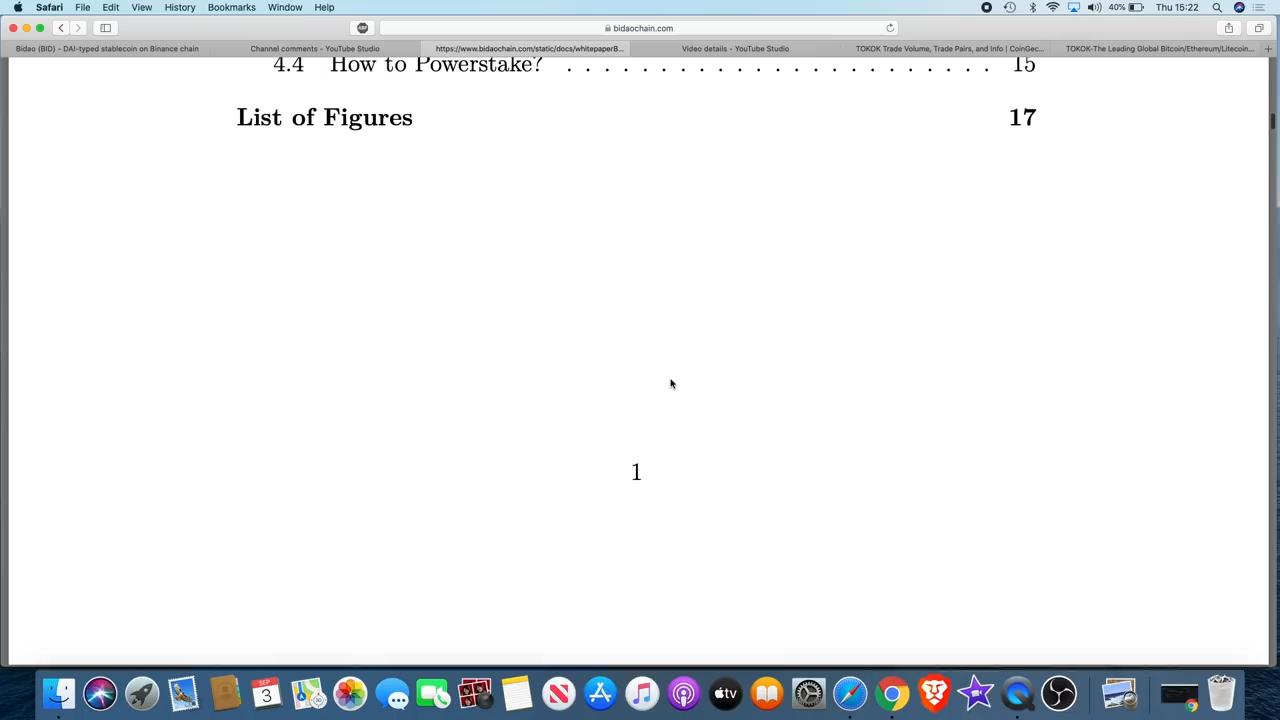 Safari File Edit View History Bookmarks Window Help 40% Thu 15:22
bidaochain.com
Bidao (BID) - DAI-typed stablecoin on Binance chain
Channel comments - YouTube Studio
https://www.bidaochain.com/static/docs/whitepaperB...
Video details - YouTube Studio
TOKOK Trade Volume, Trade Pairs, and Info | CoinGec...
TOKOK-The Leading Global Bitcoin/Ethereum/Litecoin...
4.4 How to Powerstake? . . . . . . . . . . . . . . . . . . . . . . . 15
List of Figures 17
1
SEP
3
tv